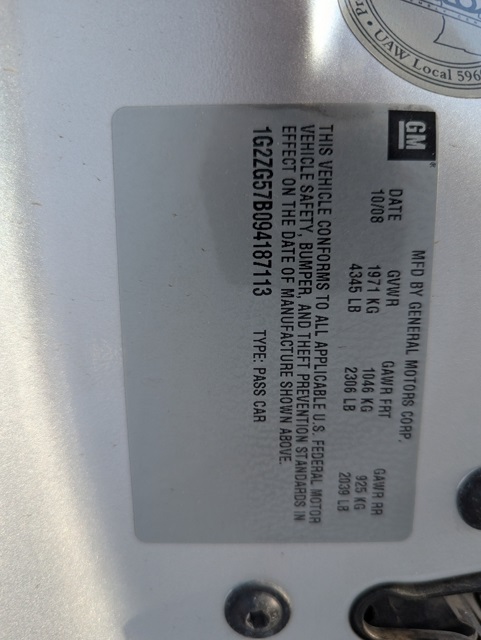 UAW Local 596
GM
MFD BY GENERAL MOTORS CORP.
DATE GVWR GAWR FRT GAWR RR
10/08 1971 KG 1046 KG 925 KG
4345 LB 2306 LB 2039 LB
THIS VEHICLE CONFORMS TO ALL APPLICABLE U.S. FEDERAL MOTOR
VEHICLE SAFETY, BUMPER, AND THEFT PREVENTION STANDARDS IN
EFFECT ON THE DATE OF MANUFACTURE SHOWN ABOVE.
1G2ZG57B094187113 TYPE: PASS CAR